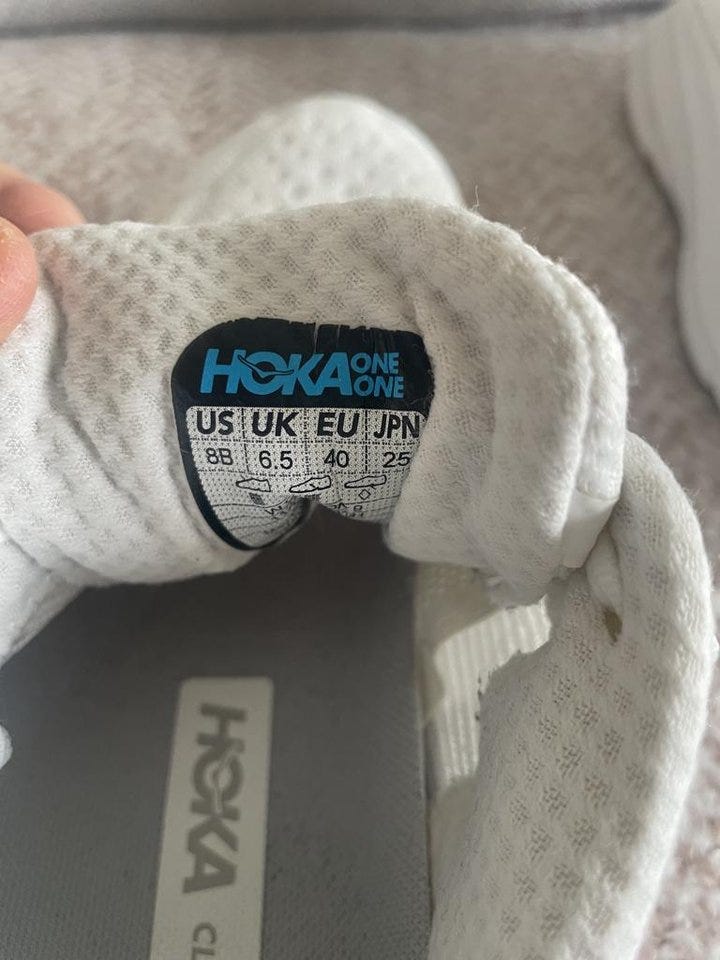 HOKA ONE ONE
US UK EU JPN
8B 6.5 40 25
HOKA